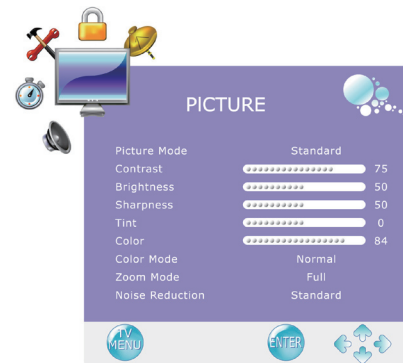 PICTURE
Picture Mode Standard
Contrast 75
Brightness 50
Sharpness 50
Tint 0
Color 84
Color Mode Normal
Zoom Mode Full
Noise Reduction Standard
TV MENU ENTER